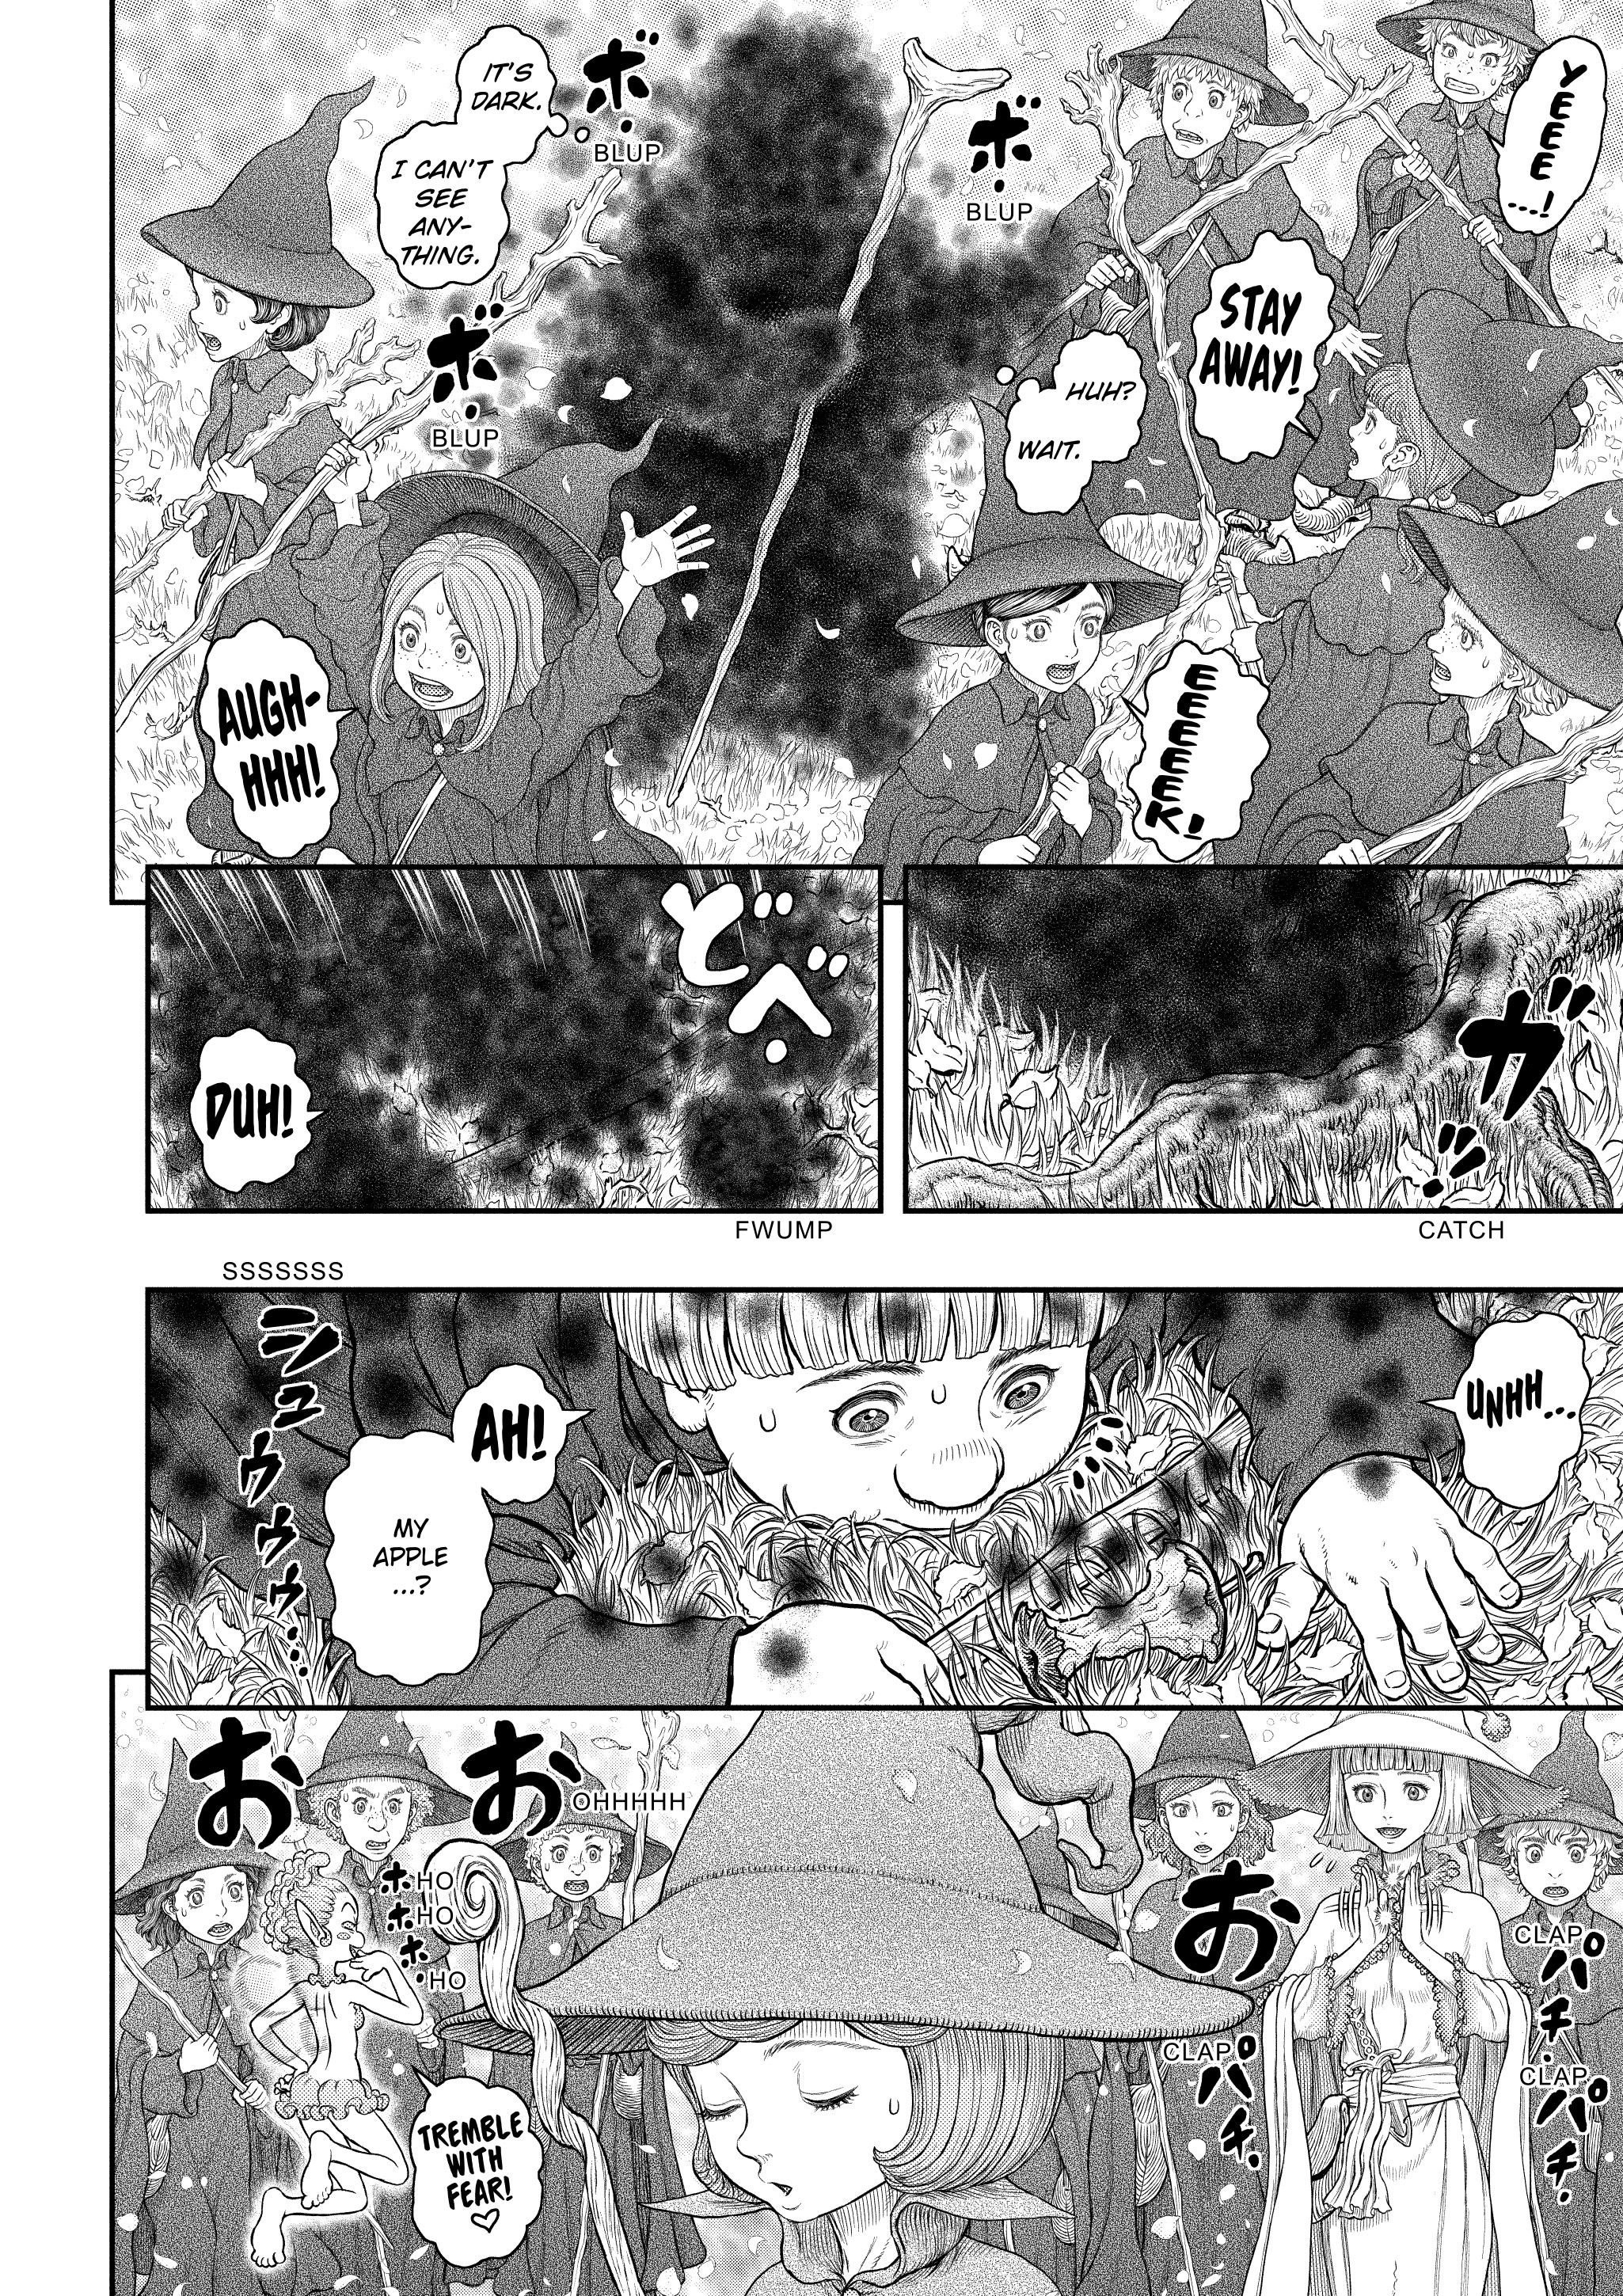 YEEE
...!
ボ
BLUP
STAY
AWAY!
HUH?
WAIT.
EEEEEEK!
ボ
BLUP
IT'S
DARK.
I CAN'T
SEE
ANY-
THING.
ボ
BLUP
AUGH-
HHH!
ガッ
CATCH
どべ
FWUMP
DUH!
UNHH...
AH!
MY
APPLE
...?
シュウウゥ...
SSSSSSS
パチ
CLAP
パチ
CLAP
パチ
CLAP
おおお
OHHHHH
ホ
HO
ホ
HO
ホ
HO
TREMBLE
WITH
FEAR!
♡